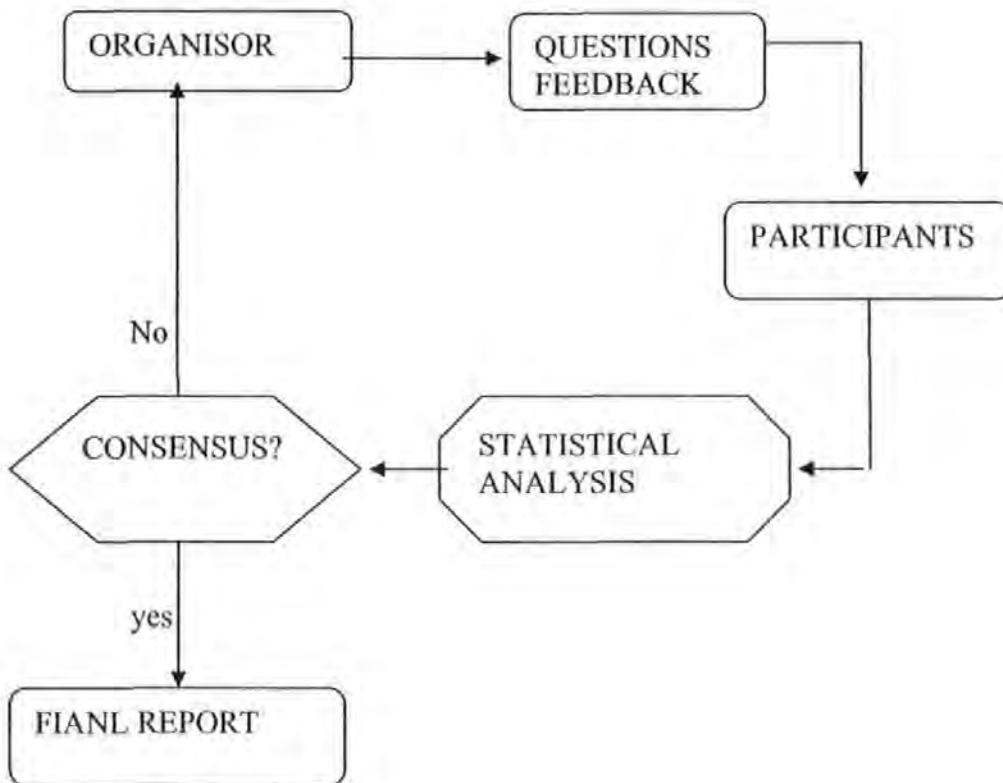 ORGANISOR
QUESTIONS
FEEDBACK
PARTICIPANTS
No
CONSENSUS?
STATISTICAL
ANALYSIS
yes
FIANL REPORT